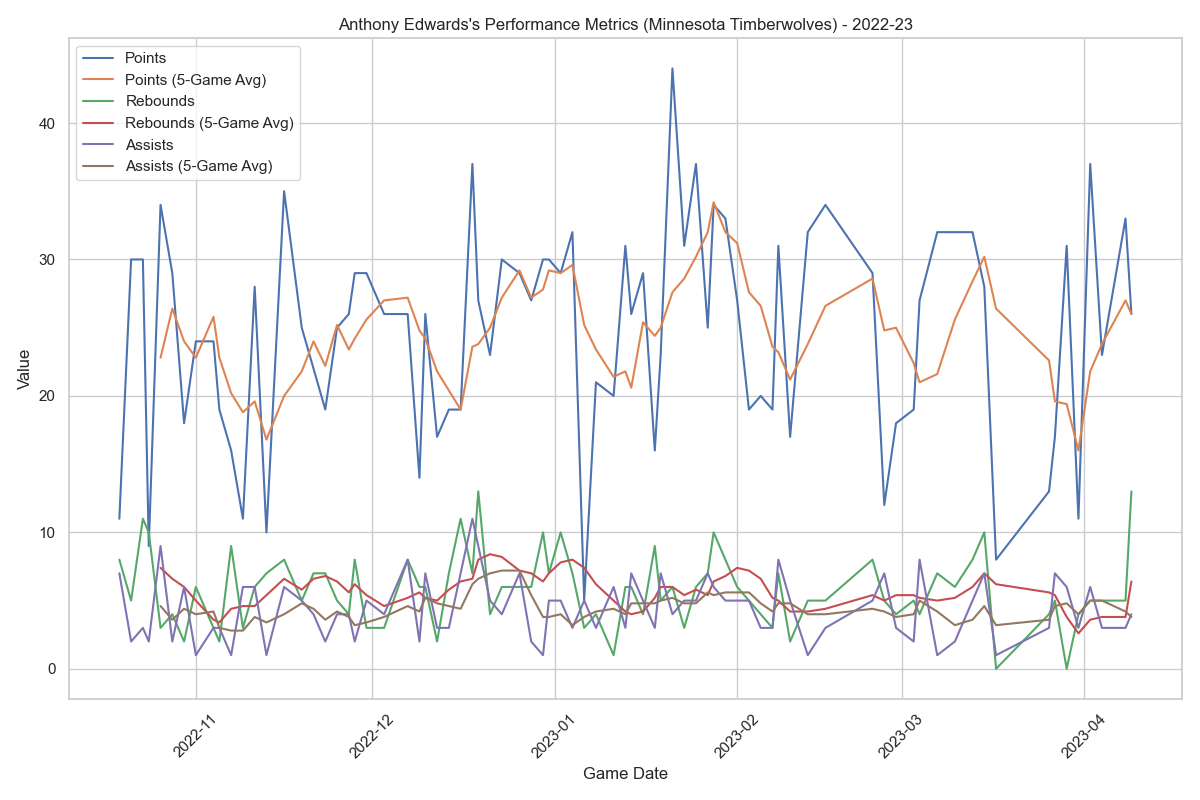 Anthony Edwards's Performance Metrics (Minnesota Timberwolves) - 2022-23
Points
Points (5-Game Avg)
Rebounds
Rebounds (5-Game Avg)
Assists
Assists (5-Game Avg)
Value
40
30
20
10
0
2022-11
2022-12
2023-01
2023-02
2023-03
2023-04
Game Date